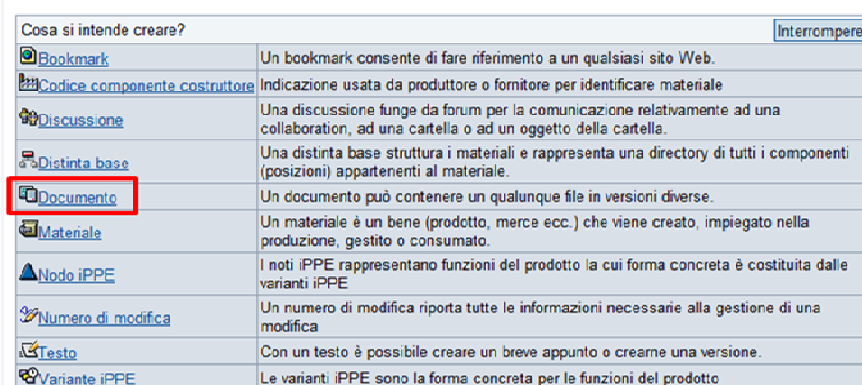 Cosa si intende creare?
Interrompere
Bookmark
Un bookmark consente di fare riferimento a un qualsiasi sito Web.
Codice componente costruttore
Indicazione usata da produttore o fornitore per identificare materiale
Discussione
Una discussione funge da forum per la comunicazione relativamente ad una
collaboration, ad una cartella o ad un oggetto della cartella.
Distinta base
Una distinta base struttura i materiali e rappresenta una directory di tutti i componenti
(posizioni) appartenenti al materiale.
Documento
Un documento può contenere un qualunque file in versioni diverse.
Materiale
Un materiale è un bene (prodotto, merce ecc.) che viene creato, impiegato nella
produzione, gestito o consumato.
Nodo iPPE
I noti iPPE rappresentano funzioni del prodotto la cui forma concreta è costituita dalle
varianti iPPE
Numero di modifica
Un numero di modifica riporta tutte le informazioni necessarie alla gestione di una
modifica
Testo
Con un testo è possibile creare un breve appunto o crearne una versione.
Variante iPPE
Le varianti iPPE sono la forma concreta per le funzioni del prodotto